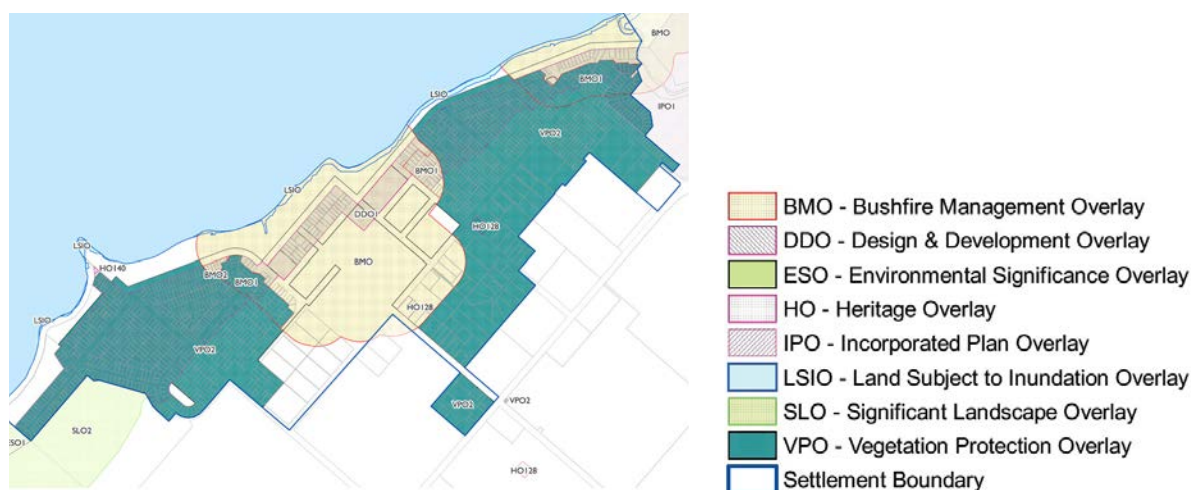 BMO
BMO1
LSIO
IPO1
VPO2
BMO1
LSIO
DDO1
HO128
LSIO
HO140
BMO2
BMO1
BMO
HO128
LSIO
VPO2
VPO2
VPO2
SLO2
ESO1
HO128
BMO - Bushfire Management Overlay
DDO - Design & Development Overlay
ESO - Environmental Significance Overlay
HO - Heritage Overlay
IPO - Incorporated Plan Overlay
LSIO - Land Subject to Inundation Overlay
SLO - Significant Landscape Overlay
VPO - Vegetation Protection Overlay
Settlement Boundary